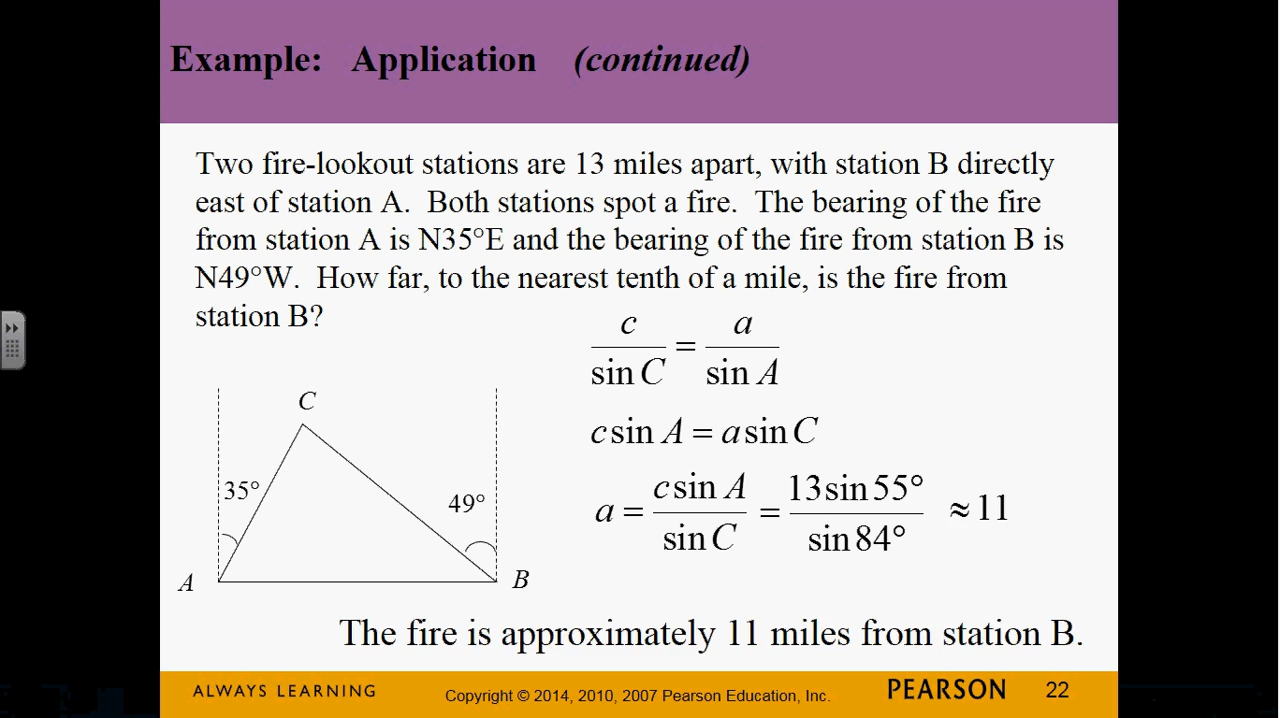 Example: Application (continued)
Two fire-lookout stations are 13 miles apart, with station B directly
east of station A. Both stations spot a fire. The bearing of the fire
from station A is N35°E and the bearing of the fire from station B is
N49°W. How far, to the nearest tenth of a mile, is the fire from
station B?
c/sin C = a/sin A
c sin A = a sin C
a = c sin A/sin C = 13 sin 55°/sin 84° ≈ 11
C
35°
49°
A
B
The fire is approximately 11 miles from station B.
ALWAYS LEARNING
Copyright © 2014, 2010, 2007 Pearson Education, Inc.
PEARSON
22